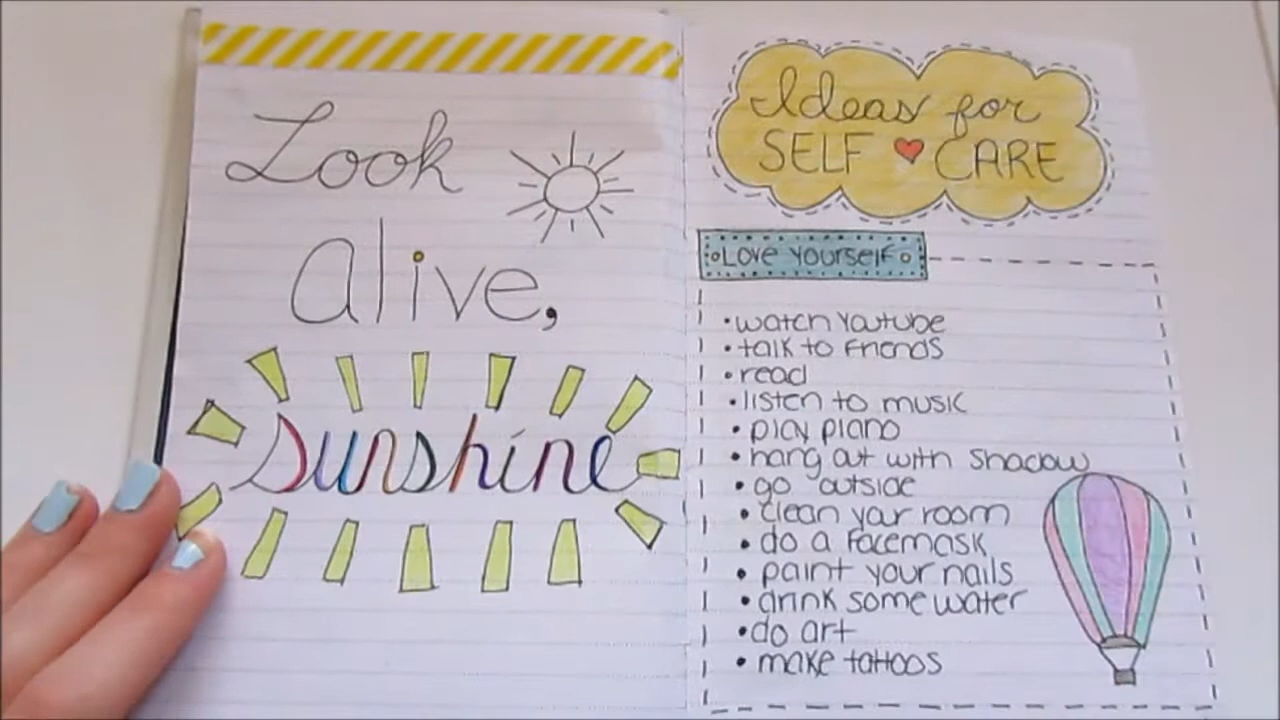 Look
alive,
sunshine
Ideas for
SELF ♥ CARE
Love yourself
• watch Youtube
• talk to friends
• read
• listen to music
• play piano
• hang out with Shadow
• go outside
• clean your room
• do a facemask
• paint your nails
• drink some water
• do art
• make tattoos